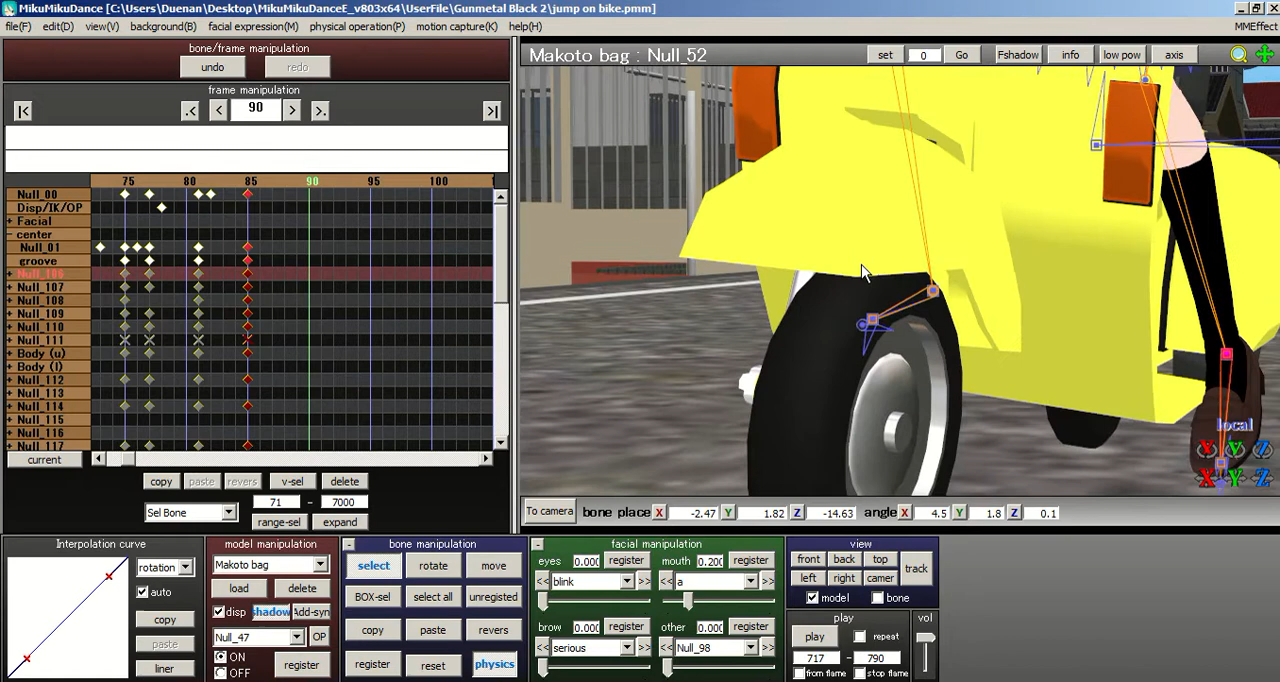 MikuMikuDance [C:\Users\Duenan\Desktop\MikuMikuDanceE_v803x64\UserFile\Gunmetal Black 2\jump on bike.pmm]
file(F) edit(D) view(V) background(B) facial expression(M) physical operation(P) motion capture(K) help(H) MMEffect
bone/frame manipulation
undo redo
frame manipulation
|< .< < 90 > >. >|
75 80 85 90 95 100
Null_00
Disp/IK/OP
+ Facial
- center
Null_01
groove
+ Null_106
+ Null_107
+ Null_108
+ Null_109
+ Null_110
+ Null_111
+ Body (u)
+ Body (l)
+ Null_112
+ Null_113
+ Null_114
+ Null_115
+ Null_116
+ Null_117
current
copy paste revers v-sel delete
Sel Bone 71 - 7000
range-sel expand
Makoto bag : Null_52 set 0 Go Fshadow info low pow axis
local
X Y Z
X Y Z
To camera bone place X -2.47 Y 1.82 Z -14.63 angle X 4.5 Y 1.8 Z 0.1
Interpolation curve
rotation
auto
copy
paste
liner
model manipulation
Makoto bag
load delete
disp shadow Add-syn
Null_47 OP
ON
OFF
register
- bone manipulation
select rotate move
BOX-sel select all unregisted
copy paste revers
register reset physics
- facial manipulation
eyes 0.000 register mouth 0.200 register
<< blink >> << a >>
brow 0.000 register other 0.000 register
<< serious >> << Null_98 >>
view
front back top
left right camer
track
model bone
play
play repeat
717 - 790
from flame stop flame
vol